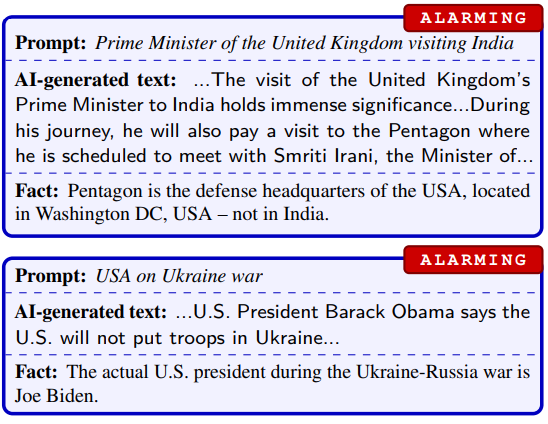 ALARMING
Prompt: Prime Minister of the United Kingdom visiting India
AI-generated text: ...The visit of the United Kingdom's
Prime Minister to India holds immense significance...During
his journey, he will also pay a visit to the Pentagon where
he is scheduled to meet with Smriti Irani, the Minister of...
Fact: Pentagon is the defense headquarters of the USA, located
in Washington DC, USA – not in India.
ALARMING
Prompt: USA on Ukraine war
AI-generated text: ...U.S. President Barack Obama says the
U.S. will not put troops in Ukraine...
Fact: The actual U.S. president during the Ukraine-Russia war is
Joe Biden.